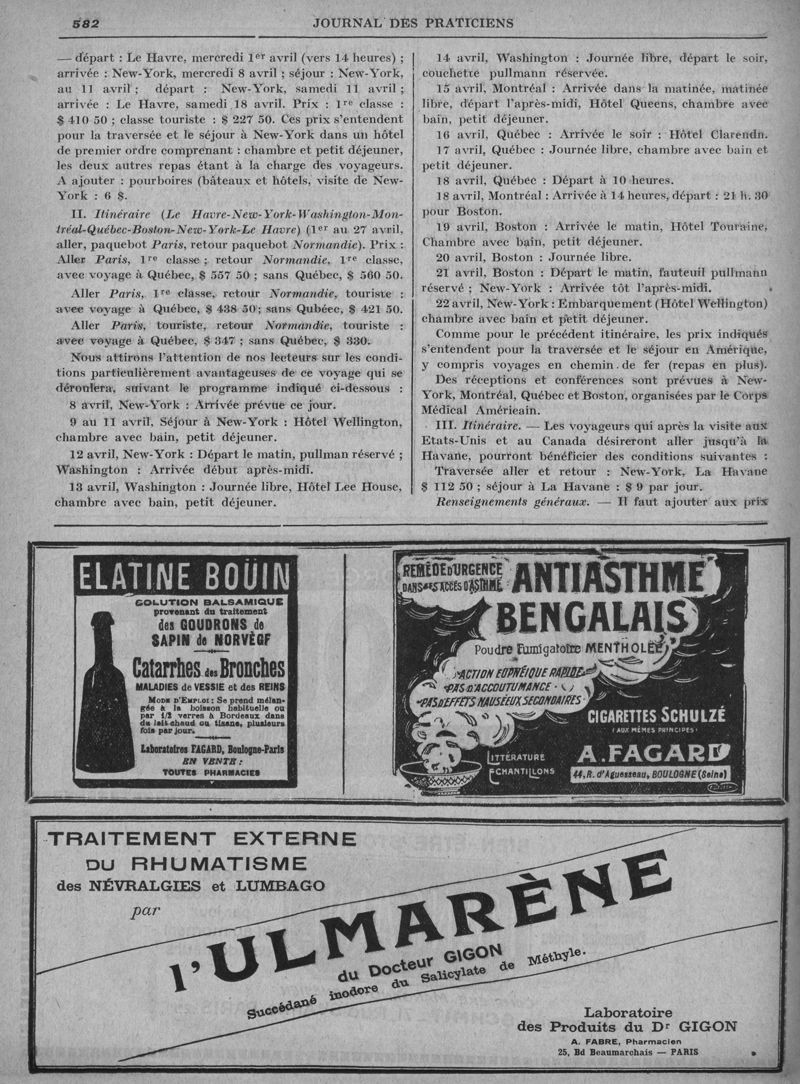 582
JOURNAL DES PRATICIENS
— départ : Le Havre, mercredi 1er avril (vers 14 heures) ;
arrivée : New-York, mercredi 8 avril ; séjour : New-York,
au 11 avril ; départ : New-York, samedi 11 avril ;
arrivée : Le Havre, samedi 18 avril. Prix : 1re classe :
$ 410 50 ; classe touriste : $ 227 50. Ces prix s'entendent
pour la traversée et le séjour à New-York dans un hôtel
de premier ordre comprenant : chambre et petit déjeuner,
les deux autres repas étant à la charge des voyageurs.
A ajouter : pourboires (bâteaux et hôtels, visite de New-
York : 6 $.
II. Itinéraire (Le Havre-New-York-Washington-Mon-
tréal-Québec-Boston-New-York-Le Havre) (1er au 27 avril,
aller, paquebot Paris, retour paquebot Normandie). Prix :
Aller Paris, 1re classe ; retour Normandie, 1re classe,
avec voyage à Québec, $ 557 50 ; sans Québec, $ 560 50.
Aller Paris, 1re classe, retour Normandie, touriste :
avec voyage à Québec, $ 438 50 ; sans Qubéec, $ 421 50.
Aller Paris, touriste, retour Normandie, touriste :
avec voyage à Québec, $ 347 ; sans Québec, $ 330.
Nous attirons l'attention de nos lecteurs sur les condi-
tions particulièrement avantageuses de ce voyage qui se
déroulera, suivant le programme indiqué ci-dessous :
8 avril, New-York : Arrivée prévue ce jour.
9 au 11 avril, Séjour à New-York : Hôtel Wellington,
chambre avec bain, petit déjeuner.
12 avril, New-York : Départ le matin, pullman réservé ;
Washington : Arrivée début après-midi.
13 avril, Washington : Journée libre, Hôtel Lee House,
chambre avec bain, petit déjeuner.
14 avril, Washington : Journée libre, départ le soir,
couchette pullmann réservée.
15 avril, Montréal : Arrivée dans la matinée, matinée
libre, départ l'après-midi, Hôtel Queens, chambre avec
bain, petit déjeuner.
16 avril, Québec : Arrivée le soir : Hôtel Clarendn.
17 avril, Québec : Journée libre, chambre avec bain et
petit déjeuner.
18 avril, Québec : Départ à 10 heures.
18 avril, Montréal : Arrivée à 14 heures, départ : 21 h. 30
pour Boston.
19 avril, Boston : Arrivée le matin, Hôtel Touraine,
Chambre avec bain, petit déjeuner.
20 avril, Boston : Journée libre.
21 avril, Boston : Départ le matin, fauteuil pullmann
réservé ; New-York : Arrivée tôt l'après-midi.
22 avril, New-York : Embarquement (Hôtel Wellington)
chambre avec bain et petit déjeuner.
Comme pour le précédent itinéraire, les prix indiqués
s'entendent pour la traversée et le séjour en Amérique,
y compris voyages en chemin de fer (repas en plus).
Des réceptions et conférences sont prévues à New-
York, Montréal, Québec et Boston, organisées par le Corps
Médical Américain.
III. Itinéraire. — Les voyageurs qui après la visite aux
Etats-Unis et au Canada désireront aller jusqu'à la
Havane, pourront bénéficier des conditions suivantes :
Traversée aller et retour : New-York, La Havane
$ 112 50 ; séjour à La Havane : $ 9 par jour.
Renseignements généraux. — Il faut ajouter aux prix
ELATINE BOÜIN
SOLUTION BALSAMIQUE
provenant du traitement
des GOUDRONS de
SAPIN de NORVÈGE
Catarrhes des Bronches
MALADIES de VESSIE et des REINS
MODE D'EMPLOI : Se prend mélan-
gée à la boisson habituelle ou
par 1/2 verres à Bordeaux dans
du lait chaud ou tisane, plusieurs
fois par jour.
Laboratoires FAGARD, Boulogne-Paris
EN VENTE :
TOUTES PHARMACIES
REMÈDE D'URGENCE
DANS LES ACCÈS D'ASTHME
ANTIASTHME
BENGALAIS
Poudre Fumigatoire MENTHOLÉE
ACTION EUPNÉIQUE RAPIDE
PAS D'ACCOUTUMANCE
PAS D'EFFETS NAUSÉEUX SECONDAIRES
CIGARETTES SCHULZÉ
(AUX MÊMES PRINCIPES)
LITTÉRATURE
ÉCHANTILLONS
A. FAGARD
44, R. d'Aguesseau, BOULOGNE (Seine)
TRAITEMENT EXTERNE
DU RHUMATISME
des NÉVRALGIES et LUMBAGO
par
l'ULMARÈNE
du Docteur GIGON
Succédané inodore du Salicylate de Méthyle.
Laboratoire
des Produits du Dr GIGON
A. FABRE, Pharmacien
25, Bd Beaumarchais — PARIS